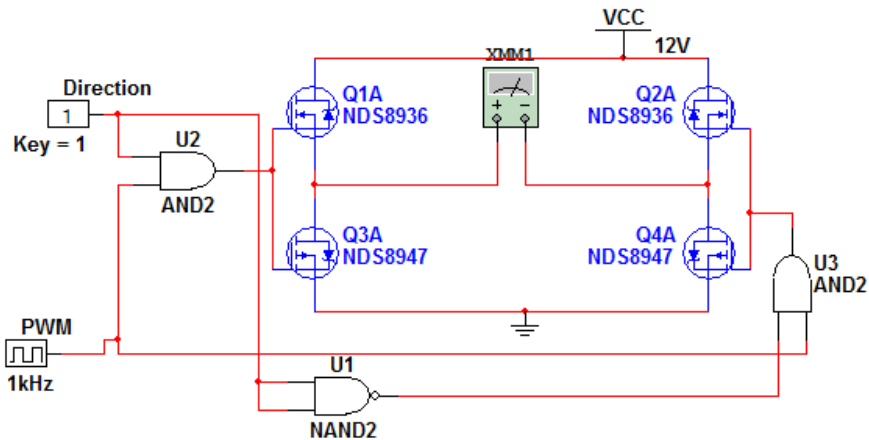 VCC
12V
XMM1
Direction
1
Key = 1
Q1A
NDS8936
Q2A
NDS8936
+ −
U2
AND2
Q3A
NDS8947
Q4A
NDS8947
U3
AND2
PWM
1kHz
U1
NAND2